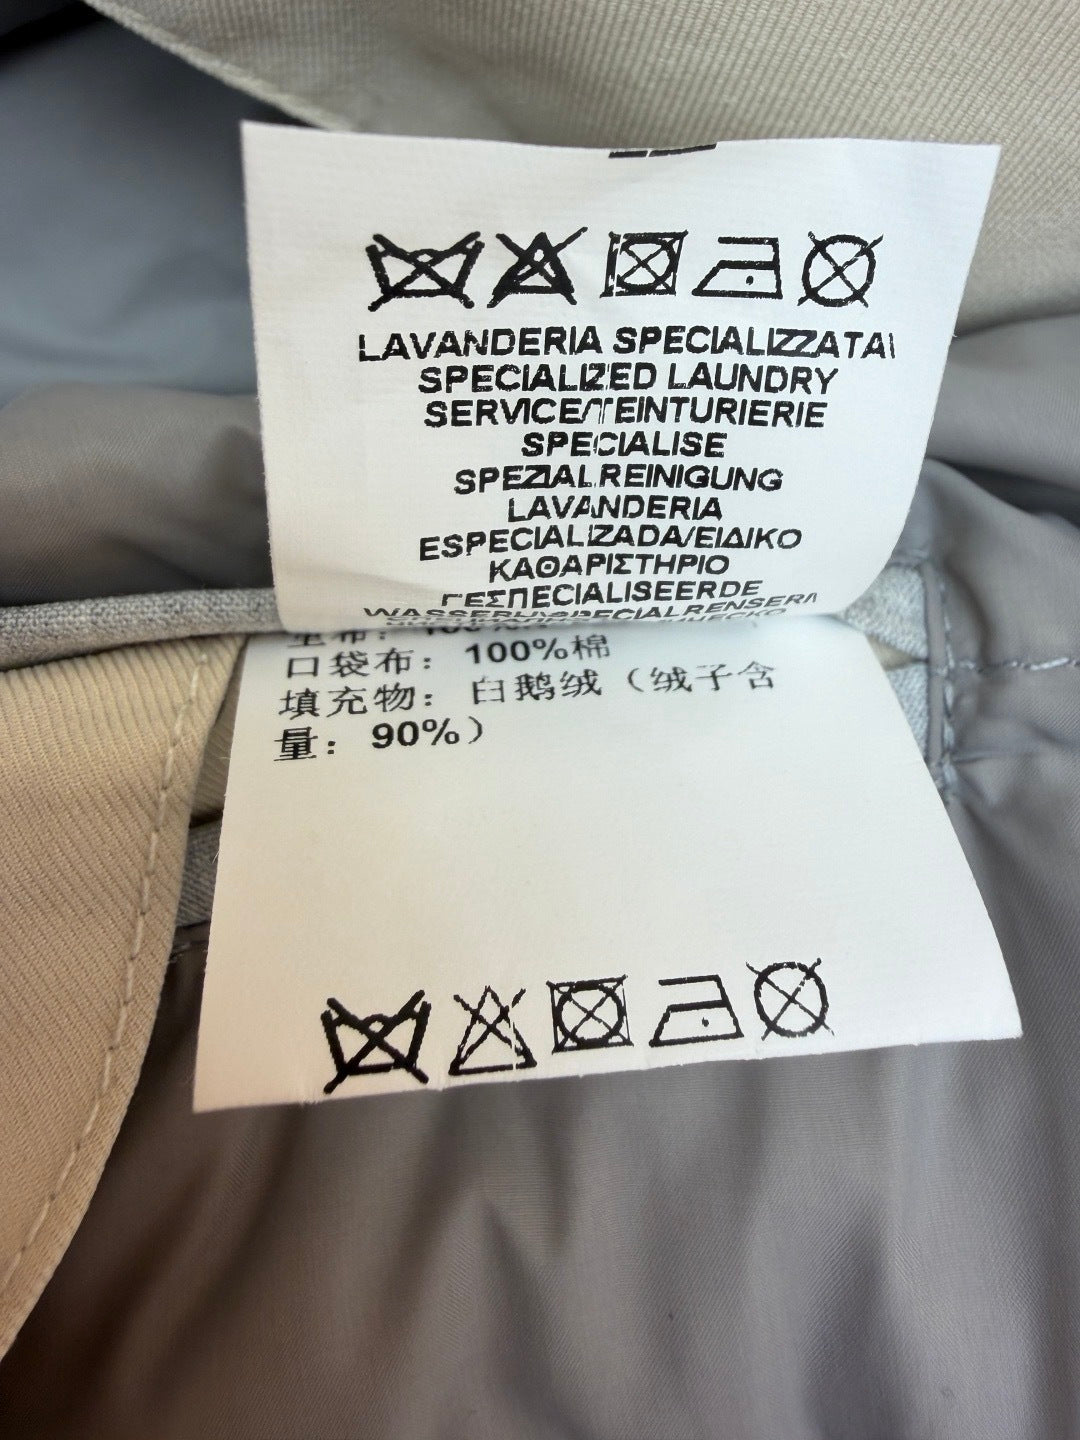 LAVANDERIA SPECIALIZZATA/
SPECIALIZED LAUNDRY
SERVICE/TEINTURIERIE
SPECIALISE
SPEZIALREINIGUNG
LAVANDERIA
ESPECIALIZADA/ΕΙΔΙΚΟ
ΚΑΘΑΡΙΣΤΗΡΙΟ
ΓΕΣΠECIALISEERDE
口袋布：100%棉
填充物：白鹅绒（绒子含
量：90%）